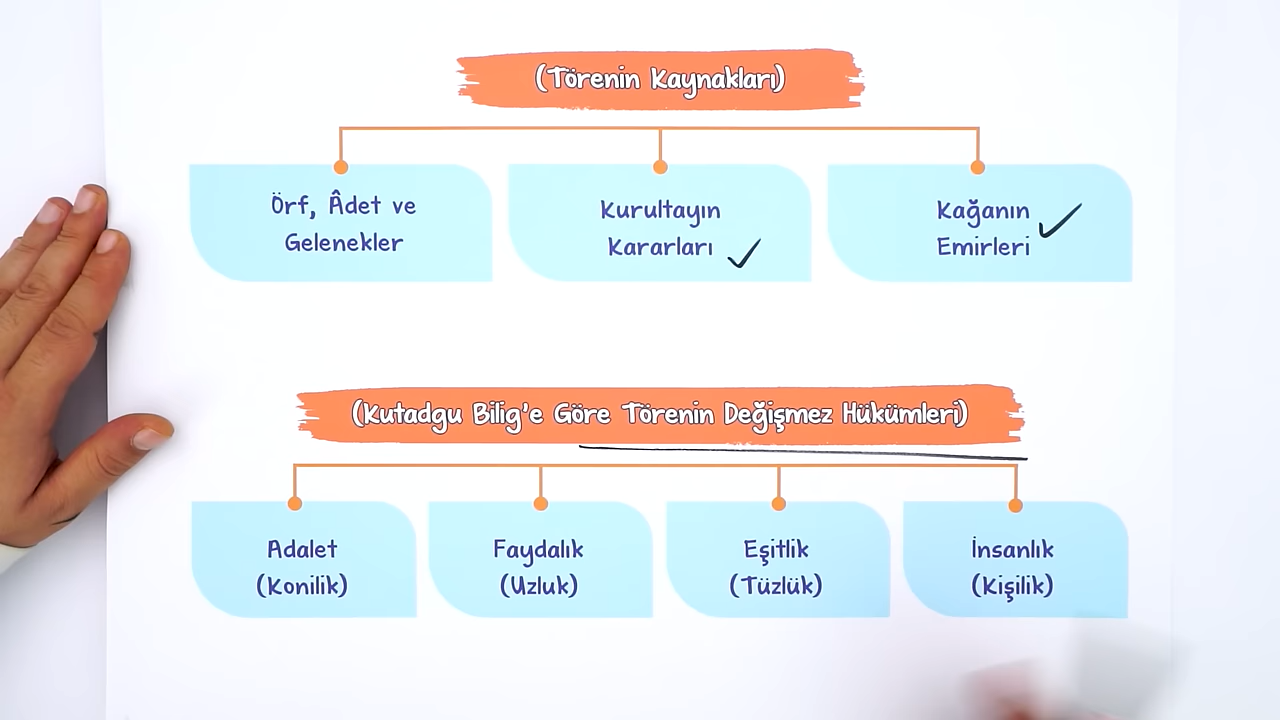 (Törenin Kaynakları)
Örf, Âdet ve
Gelenekler
Kurultayın
Kararları
Kağanın
Emirleri
(Kutadgu Bilig'e Göre Törenin Değişmez Hükümleri)
Adalet
(Konilik)
Faydalık
(Uzluk)
Eşitlik
(Tüzlük)
İnsanlık
(Kişilik)